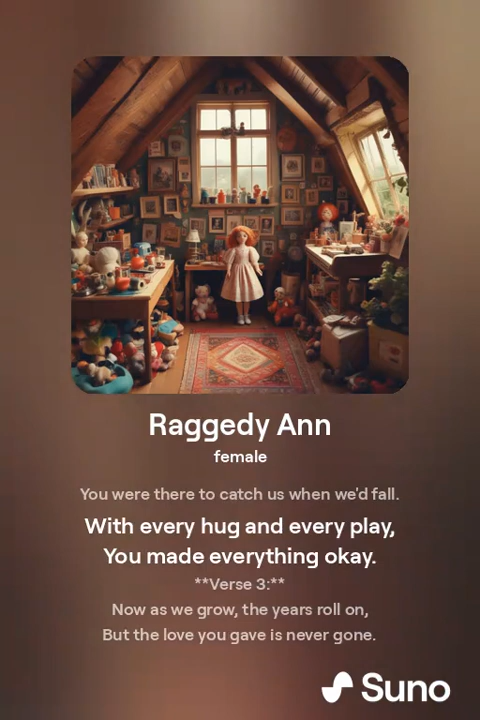 Raggedy Ann
female
You were there to catch us when we'd fall.
With every hug and every play,
You made everything okay.
**Verse 3:**
Now as we grow, the years roll on,
But the love you gave is never gone.
Suno